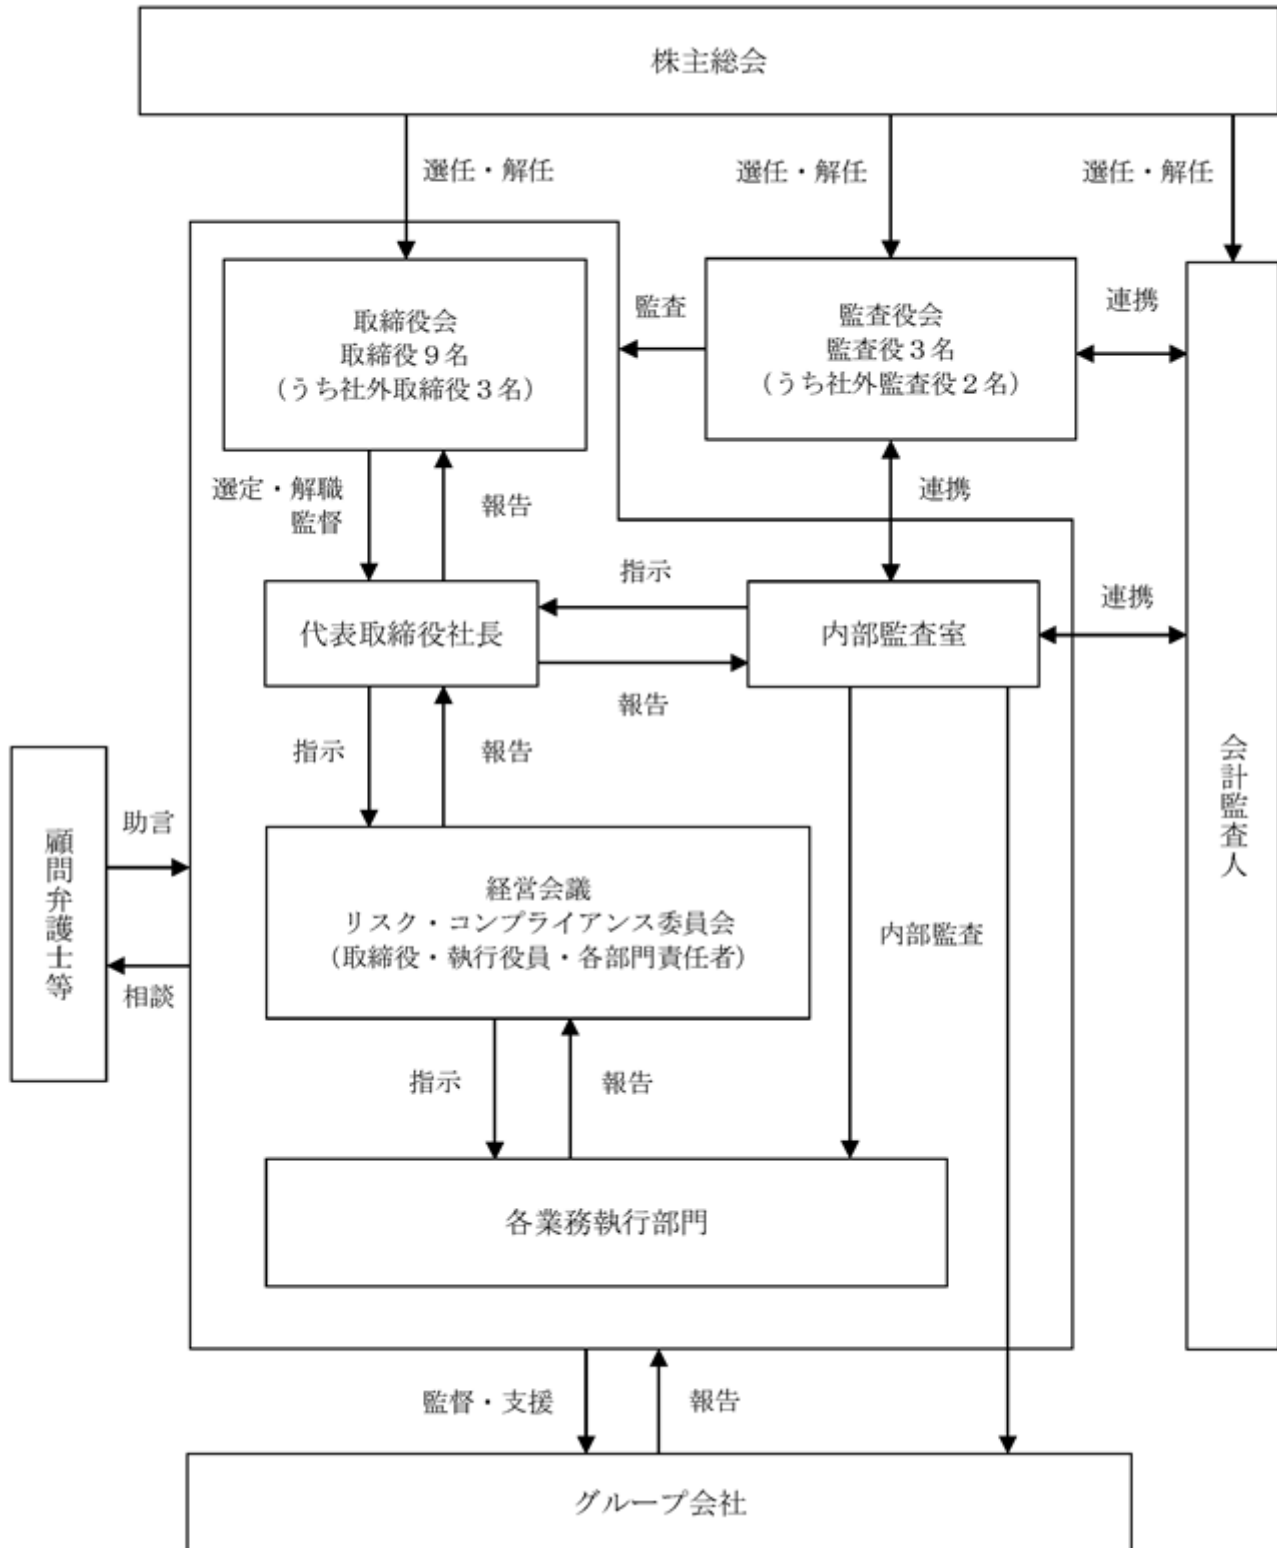 株主総会
選任・解任
選任・解任
選任・解任
取締役会
取締役９名
（うち社外取締役３名）
監査
監査役会
監査役３名
（うち社外監査役２名）
連携
選定・解職
監督
報告
連携
指示
代表取締役社長
内部監査室
連携
報告
指示
報告
会計監査人
助言
顧問弁護士等
相談
経営会議
リスク・コンプライアンス委員会
（取締役・執行役員・各部門責任者）
内部監査
指示
報告
各業務執行部門
監督・支援
報告
グループ会社